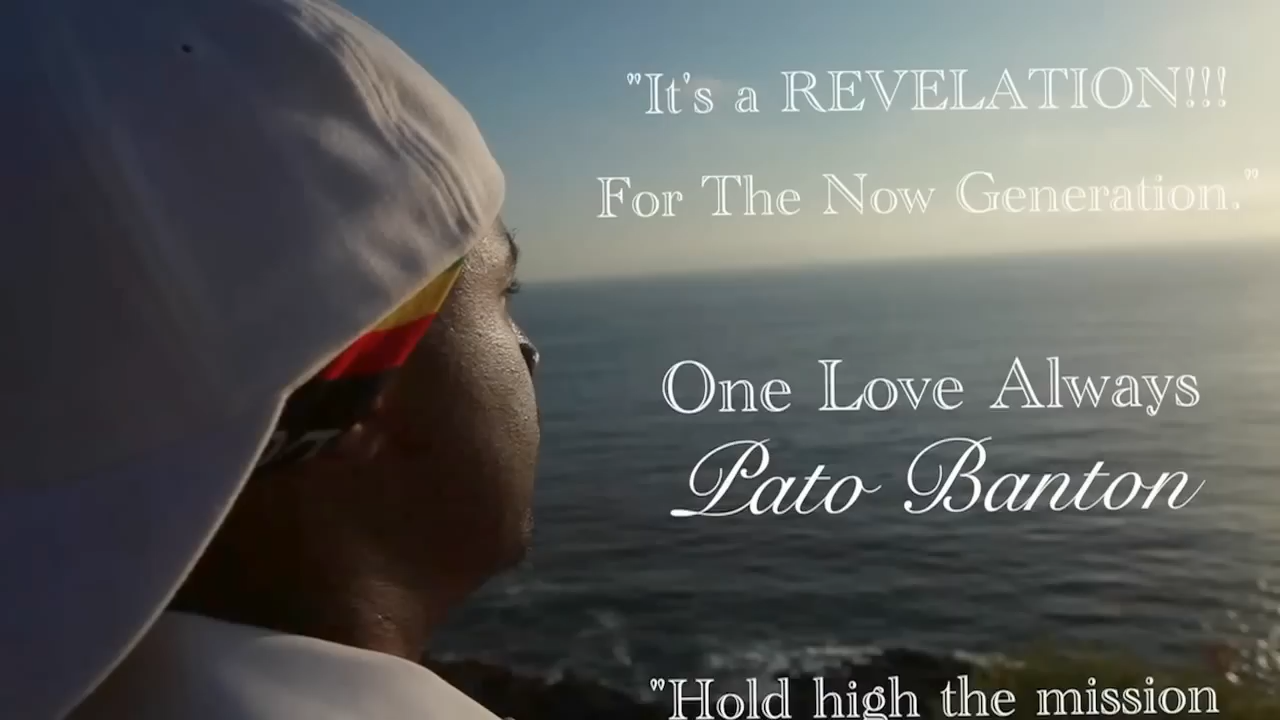 "It's a REVELATION!!!
For The Now Generation."
One Love Always
Pato Banton
"Hold high the mission